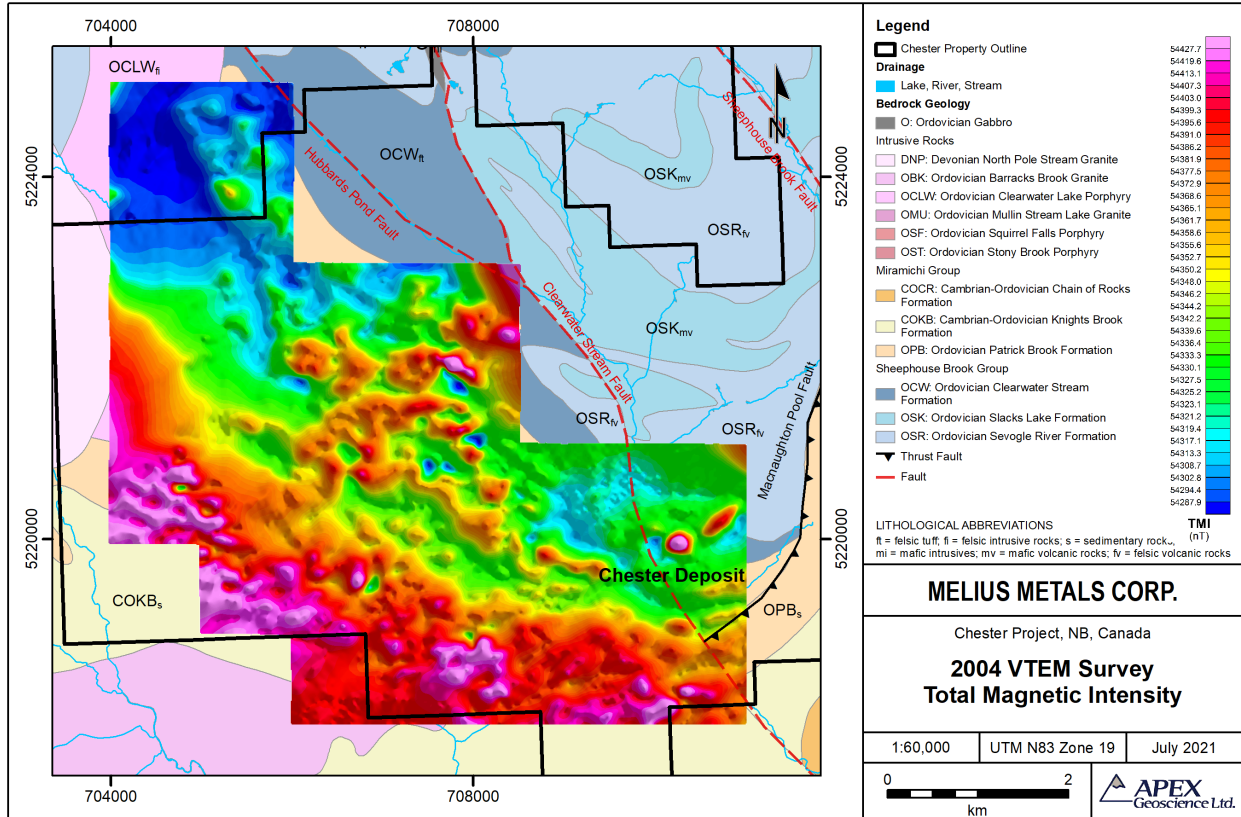 704000
708000
5224000
5220000
5224000
5220000
704000
708000
OCLWfi
OCWft
Hubbards Pond Fault
Sheephouse Brook Fault
N
OSKmv
OSRfv
Clearwater Stream Fault
OSKmv
OSRfv
OSRfv
Macnaughton Pool Fault
Chester Deposit
COKBs
OPBs
Legend
Chester Property Outline
Drainage
Lake, River, Stream
Bedrock Geology
O: Ordovician Gabbro
Intrusive Rocks
DNP: Devonian North Pole Stream Granite
OBK: Ordovician Barracks Brook Granite
OCLW: Ordovician Clearwater Lake Porphyry
OMU: Ordovician Mullin Stream Lake Granite
OSF: Ordovician Squirrel Falls Porphyry
OST: Ordovician Stony Brook Porphyry
Miramichi Group
COCR: Cambrian-Ordovician Chain of Rocks
Formation
COKB: Cambrian-Ordovician Knights Brook
Formation
OPB: Ordovician Patrick Brook Formation
Sheephouse Brook Group
OCW: Ordovician Clearwater Stream
Formation
OSK: Ordovician Slacks Lake Formation
OSR: Ordovician Sevogle River Formation
Thrust Fault
Fault
54427.7
54419.6
54413.1
54407.3
54403.0
54399.3
54395.6
54391.0
54386.2
54381.9
54377.5
54372.9
54368.6
54365.1
54361.7
54358.6
54355.6
54352.7
54350.2
54348.0
54346.2
54344.2
54342.2
54339.6
54336.4
54333.3
54330.1
54327.5
54325.2
54323.1
54321.2
54319.4
54317.1
54313.3
54308.7
54302.8
54294.4
54287.9
TMI
(nT)
LITHOLOGICAL ABBREVIATIONS
ft = felsic tuff; fi = felsic intrusive rocks; s = sedimentary rocks,
mi = mafic intrusives; mv = mafic volcanic rocks; fv = felsic volcanic rocks
MELIUS METALS CORP.
Chester Project, NB, Canada
2004 VTEM Survey
Total Magnetic Intensity
1:60,000
UTM N83 Zone 19
July 2021
0
2
km
APEX
Geoscience Ltd.